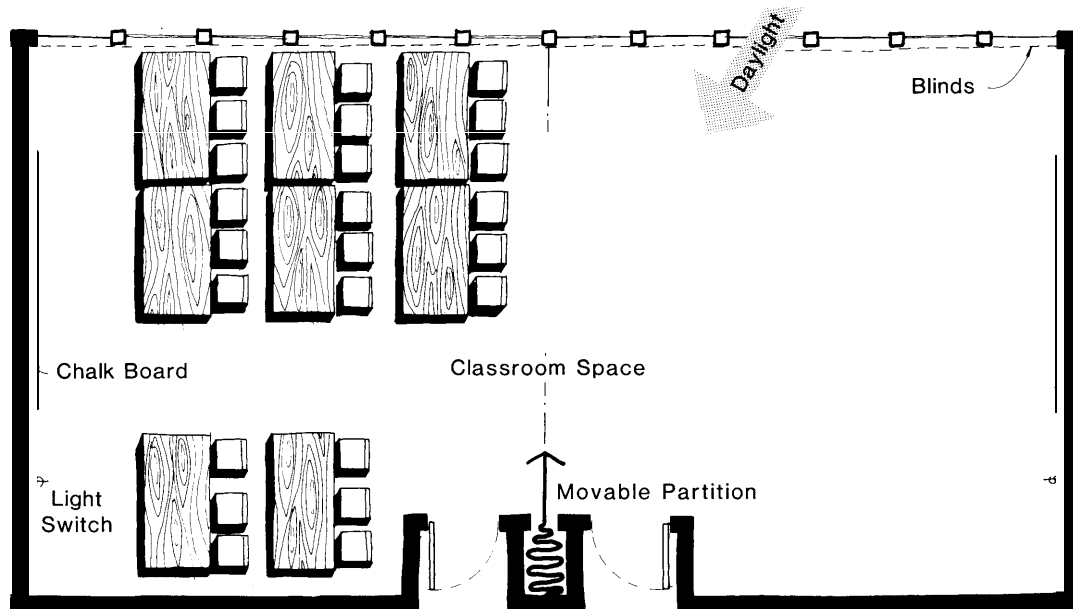 Daylight
Blinds
Chalk Board
Classroom Space
Light
Switch
Movable Partition